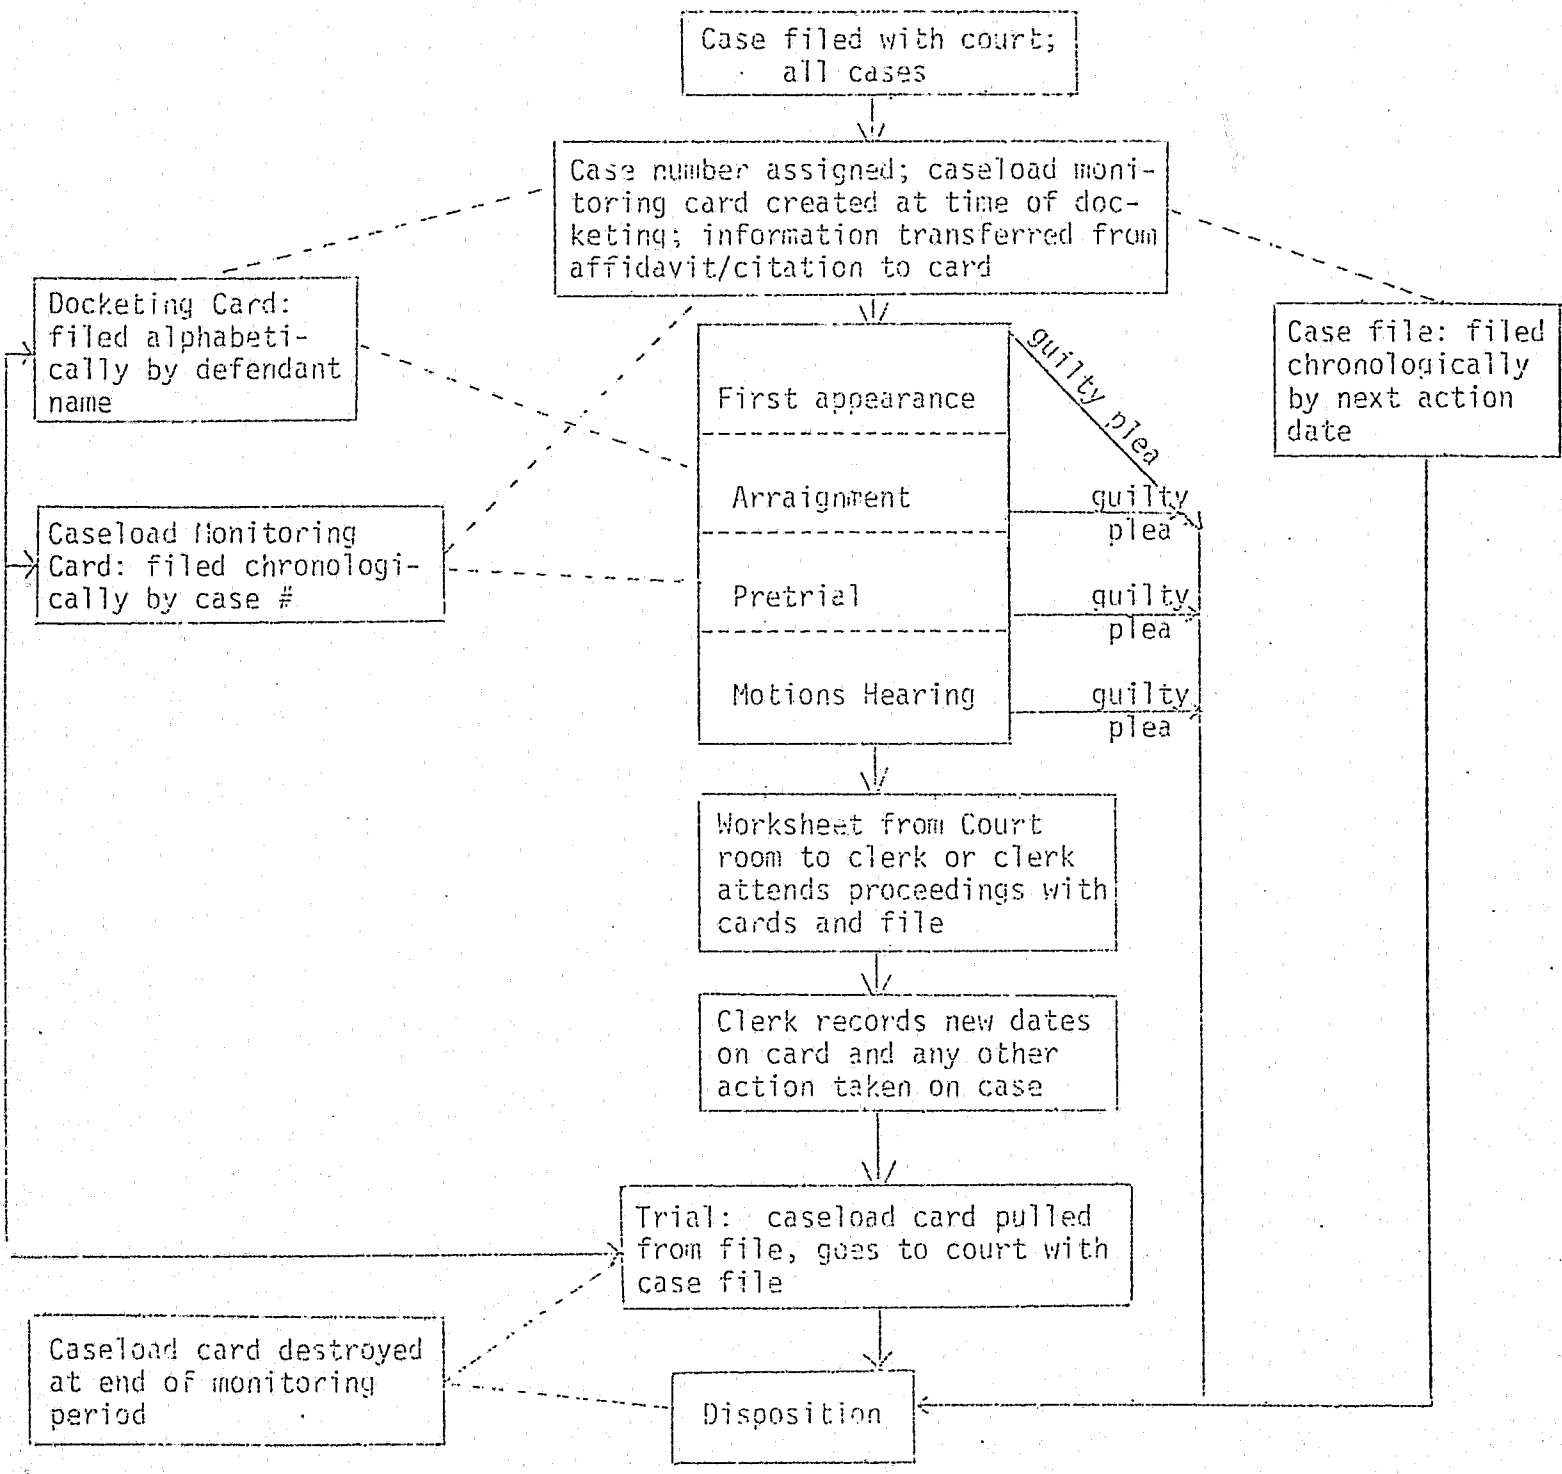 Case filed with court;
all cases
Case number assigned; caseload moni-
toring card created at time of doc-
keting; information transferred from
affidavit/citation to card
Docketing Card:
filed alphabeti-
cally by defendant
name
Case file: filed
chronologically
by next action
date
Caseload Monitoring
Card: filed chronologi-
cally by case #
First appearance
guilty plea
Arraignment
guilty
plea
Pretrial
guilty
plea
Motions Hearing
guilty
plea
Worksheet from Court
room to clerk or clerk
attends proceedings with
cards and file
Clerk records new dates
on card and any other
action taken on case
Trial: caseload card pulled
from file, goes to court with
case file
Caseload card destroyed
at end of monitoring
period
Disposition